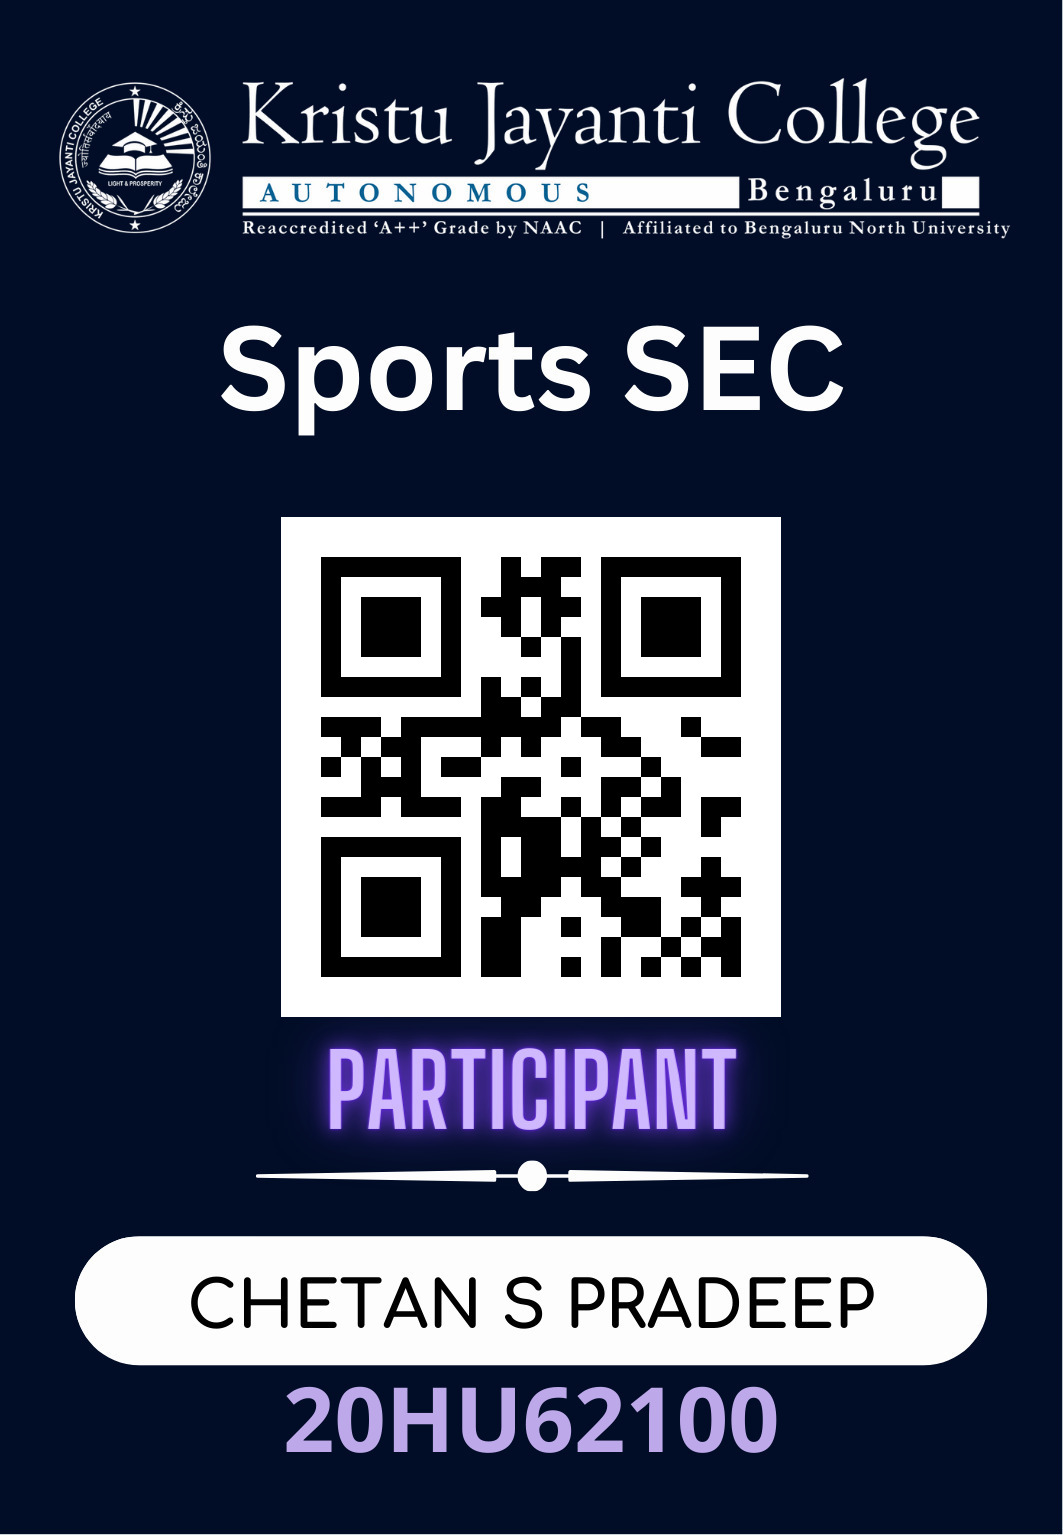 KRISTU JAYANTI COLLEGE
ಕ್ರಿಸ್ತು ಜಯಂತಿ ಕಾಲೇಜು
LIGHT & PROSPERITY
Kristu Jayanti College
AUTONOMOUS Bengaluru
Reaccredited ‘A++’ Grade by NAAC | Affiliated to Bengaluru North University
Sports SEC
PARTICIPANT
CHETAN S PRADEEP
20HU62100